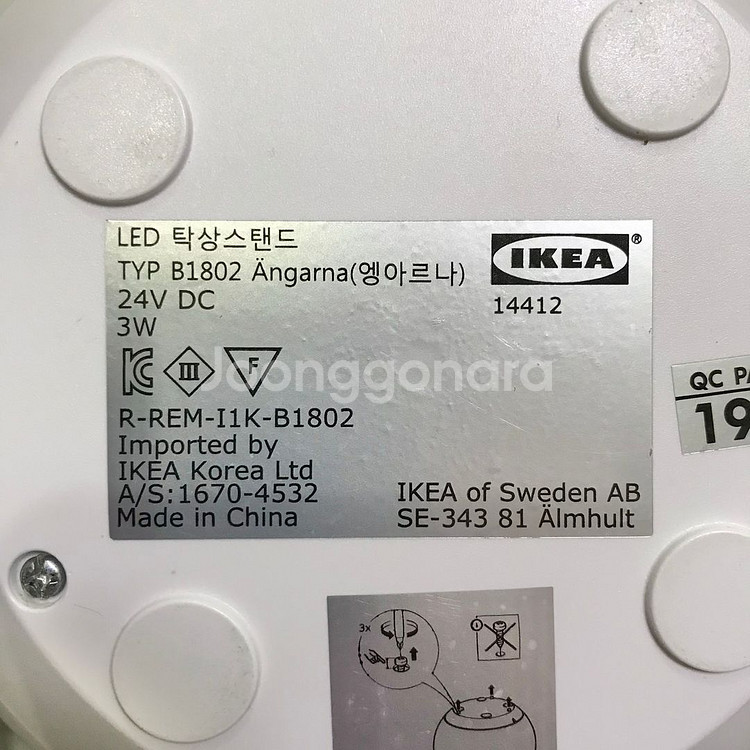 LED 탁상스탠드
TYP B1802 Ängarna(엥아르나)
24V DC
3W
IKEA®
14412
F
III
R-REM-I1K-B1802
Imported by
IKEA Korea Ltd
A/S:1670-4532
Made in China
IKEA of Sweden AB
SE-343 81 Älmhult
Joonggonara
QC
19
3x